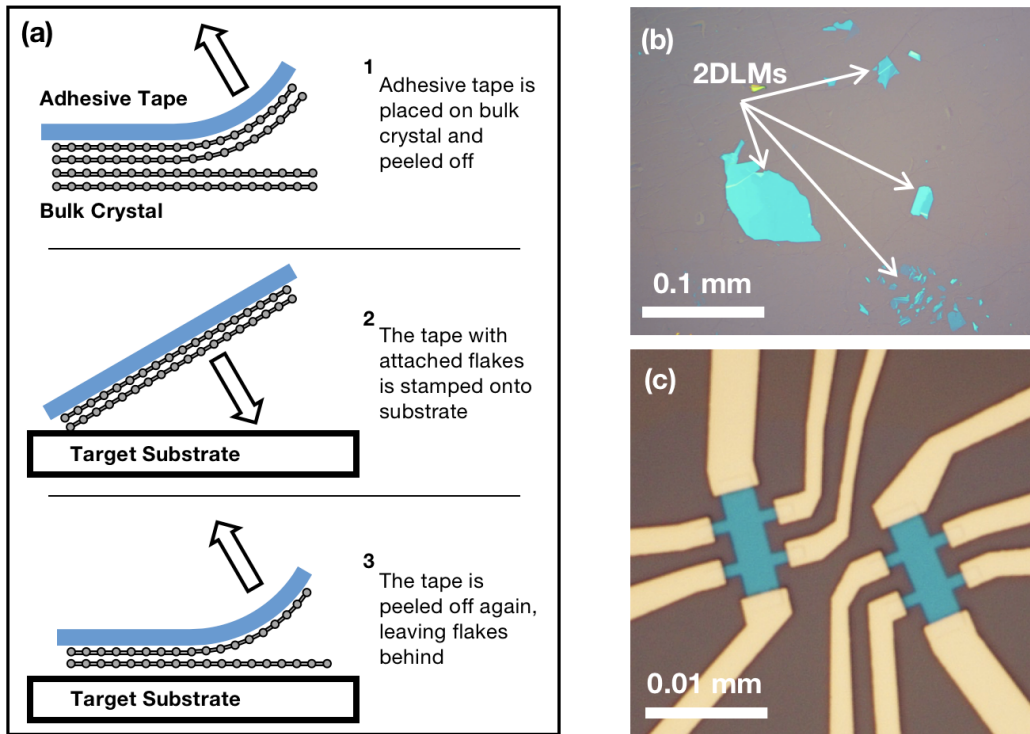 (a)
Adhesive Tape
Bulk Crystal
1
Adhesive tape is
placed on bulk
crystal and
peeled off
2
The tape with
attached flakes
is stamped onto
substrate
Target Substrate
3
The tape is
peeled off again,
leaving flakes
behind
Target Substrate
(b)
2DLMs
0.1 mm
(c)
0.01 mm